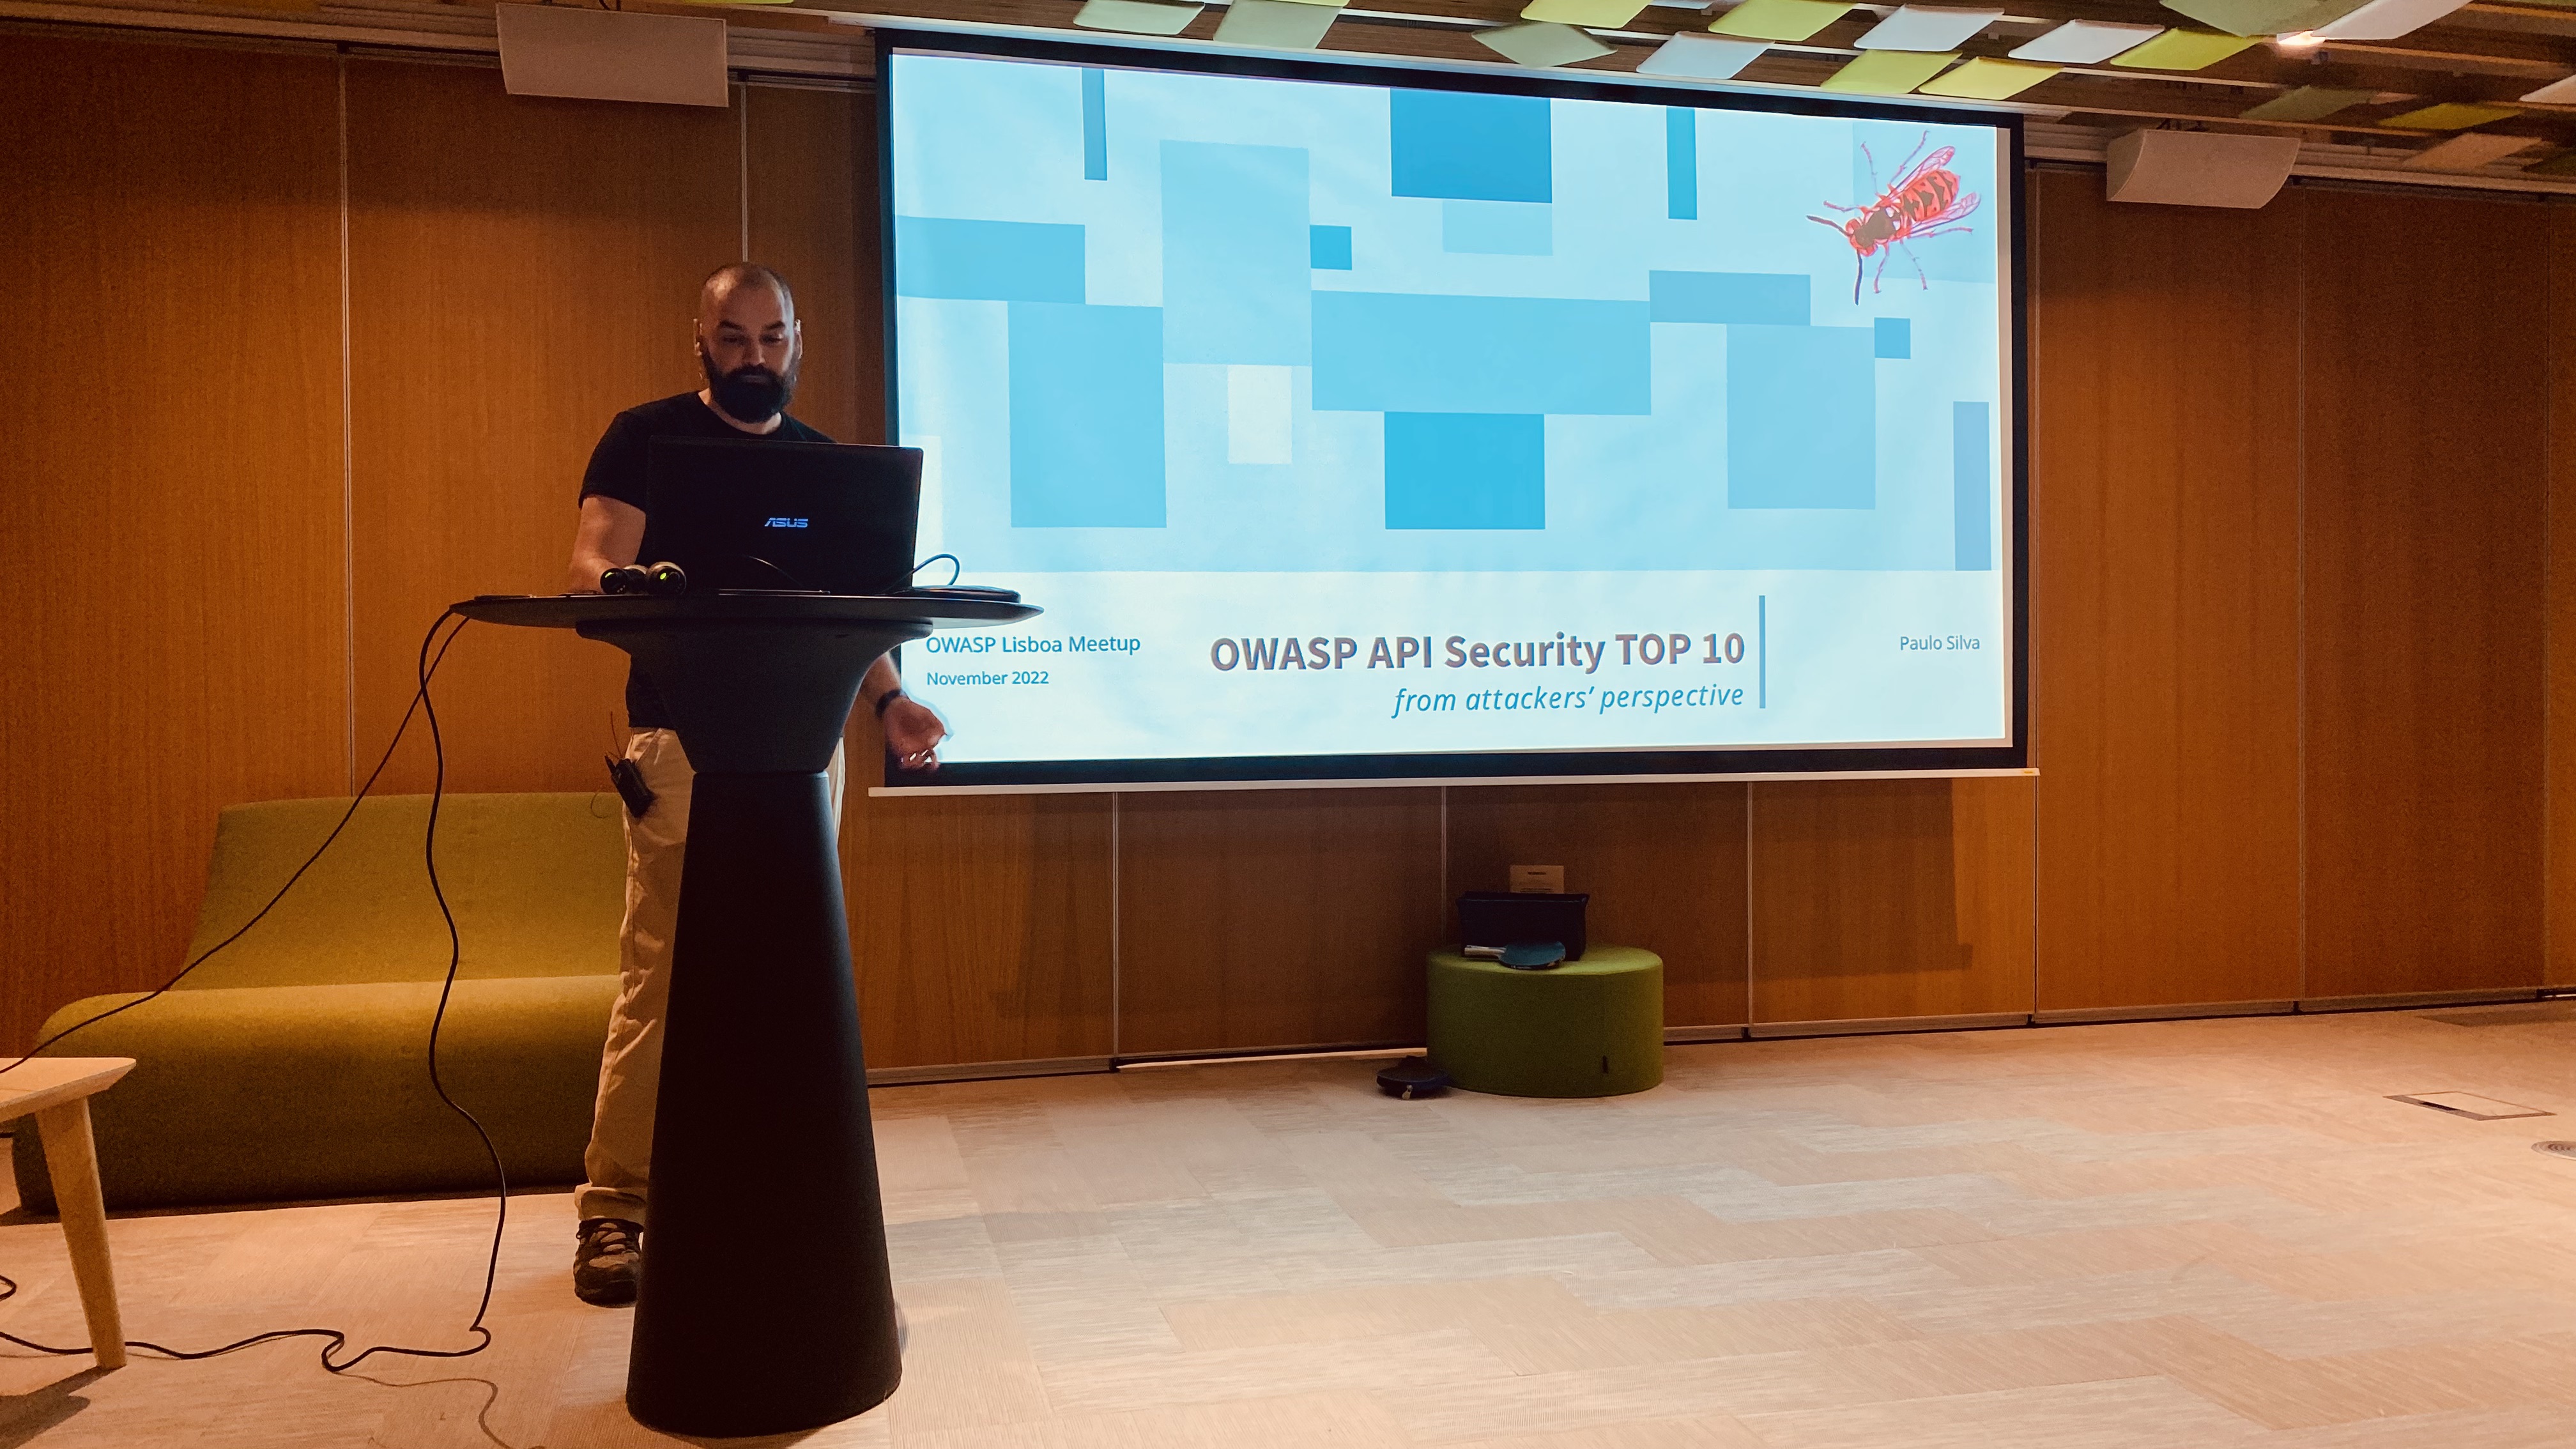 ASUS
OWASP Lisboa Meetup
November 2022
OWASP API Security TOP 10
from attackers’ perspective
Paulo Silva